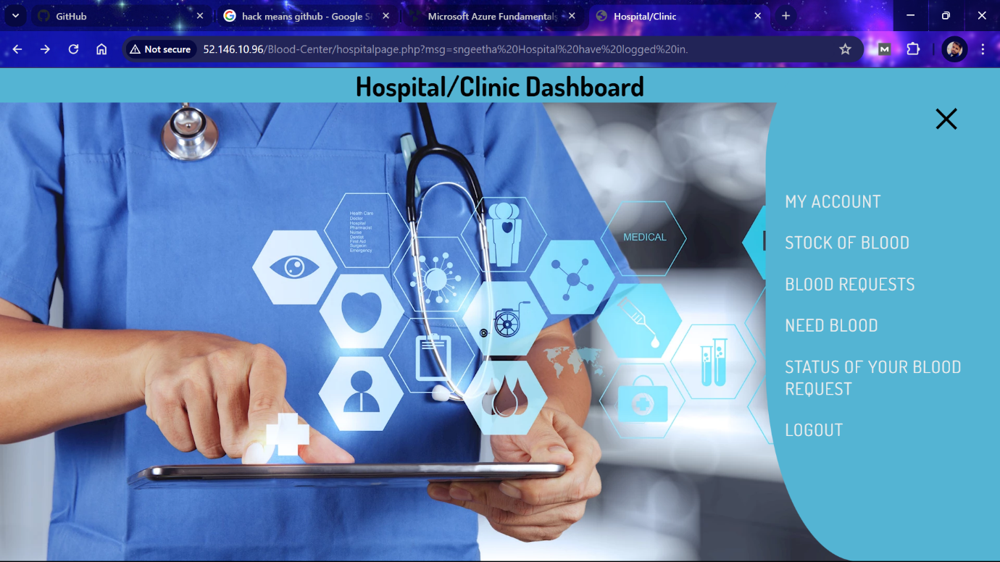 GitHub
hack means github - Google S
Microsoft Azure Fundamentals
Hospital/Clinic
Not secure
52.146.10.96/Blood-Center/hospitalpage.php?msg=sngeetha%20Hospital%20have%20logged%20in.
M
Hospital/Clinic Dashboard
Health Care
Doctor
Hospital
Pharmacist
Nurse
Dentist
First Aid
Surgeon
Emergency
MEDICAL
MY ACCOUNT
STOCK OF BLOOD
BLOOD REQUESTS
NEED BLOOD
STATUS OF YOUR BLOOD
REQUEST
LOGOUT